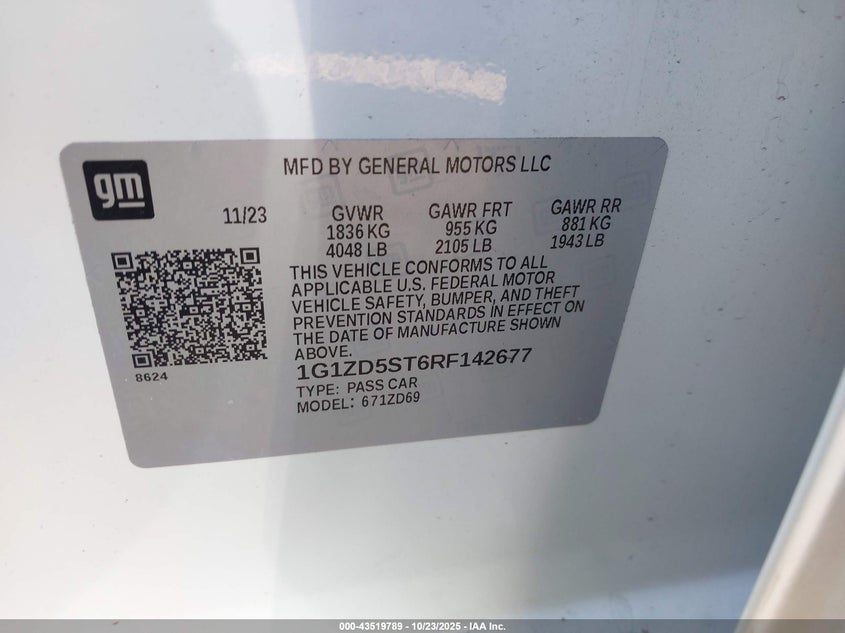 gm
MFD BY GENERAL MOTORS LLC
11/23
GVWR GAWR FRT GAWR RR
1836 KG 955 KG 881 KG
4048 LB 2105 LB 1943 LB
THIS VEHICLE CONFORMS TO ALL
APPLICABLE U.S. FEDERAL MOTOR
VEHICLE SAFETY, BUMPER, AND THEFT
PREVENTION STANDARDS IN EFFECT ON
THE DATE OF MANUFACTURE SHOWN
ABOVE.
8624
1G1ZD5ST6RF142677
TYPE: PASS CAR
MODEL: 671ZD69
000-43519789 - 10/23/2025 - IAA Inc.